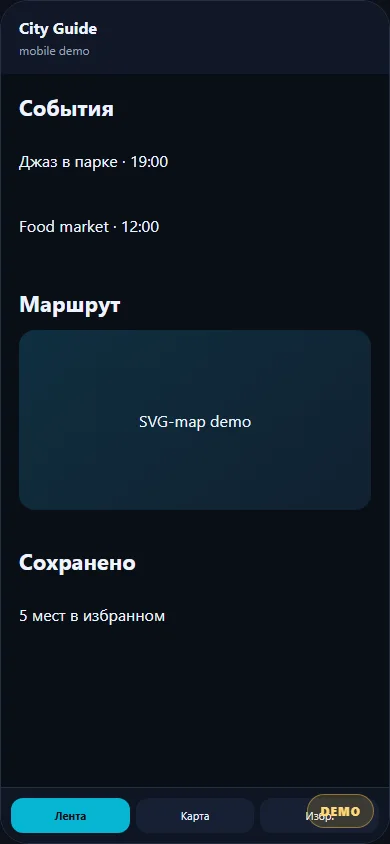 City Guide
mobile demo
События
Джаз в парке · 19:00
Food market · 12:00
Маршрут
SVG-map demo
Сохранено
5 мест в избранном
Лента
Карта
Избр.
DEMO